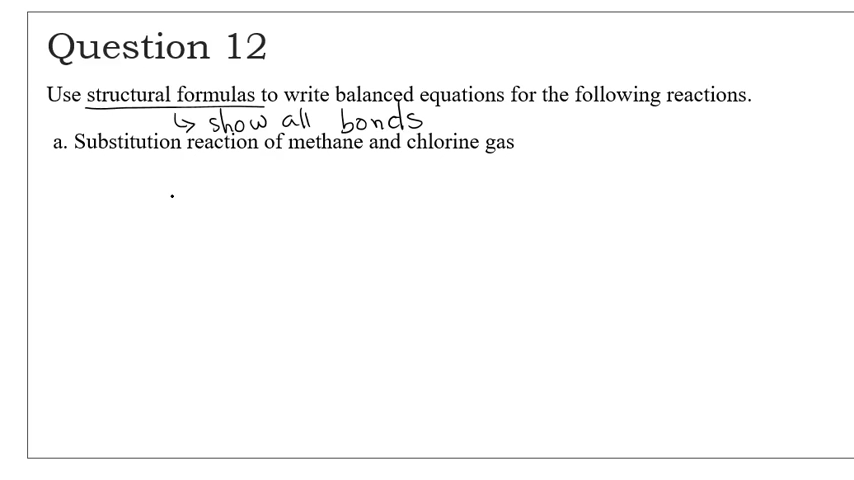 Question 12
Use structural formulas to write balanced equations for the following reactions.
↳ show all bonds
a. Substitution reaction of methane and chlorine gas